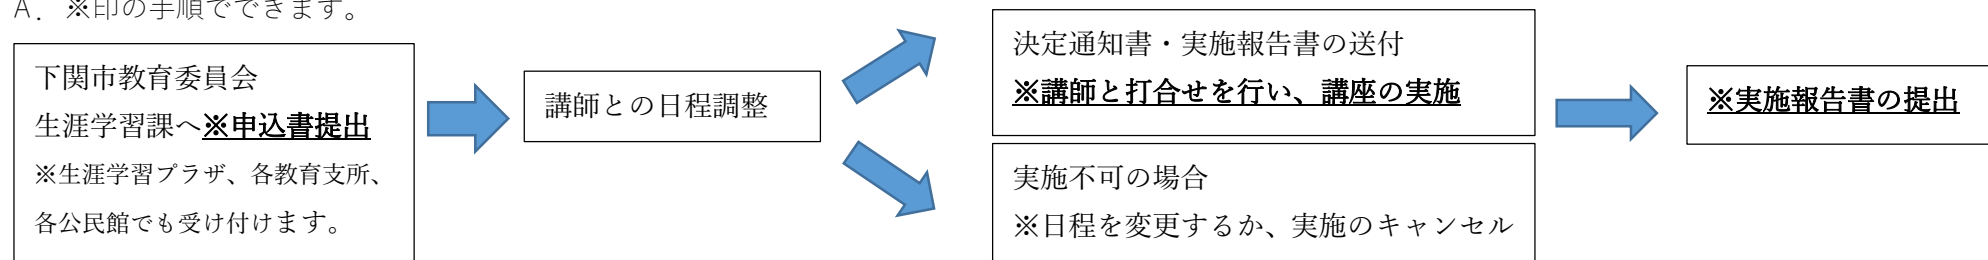 A. ※印の手順でできます。
下関市教育委員会
生涯学習課へ※申込書提出
※生涯学習プラザ、各教育支所、
各公民館でも受け付けます。
講師との日程調整
決定通知書・実施報告書の送付
※講師と打合せを行い、講座の実施
実施不可の場合
※日程を変更するか、実施のキャンセル
※実施報告書の提出